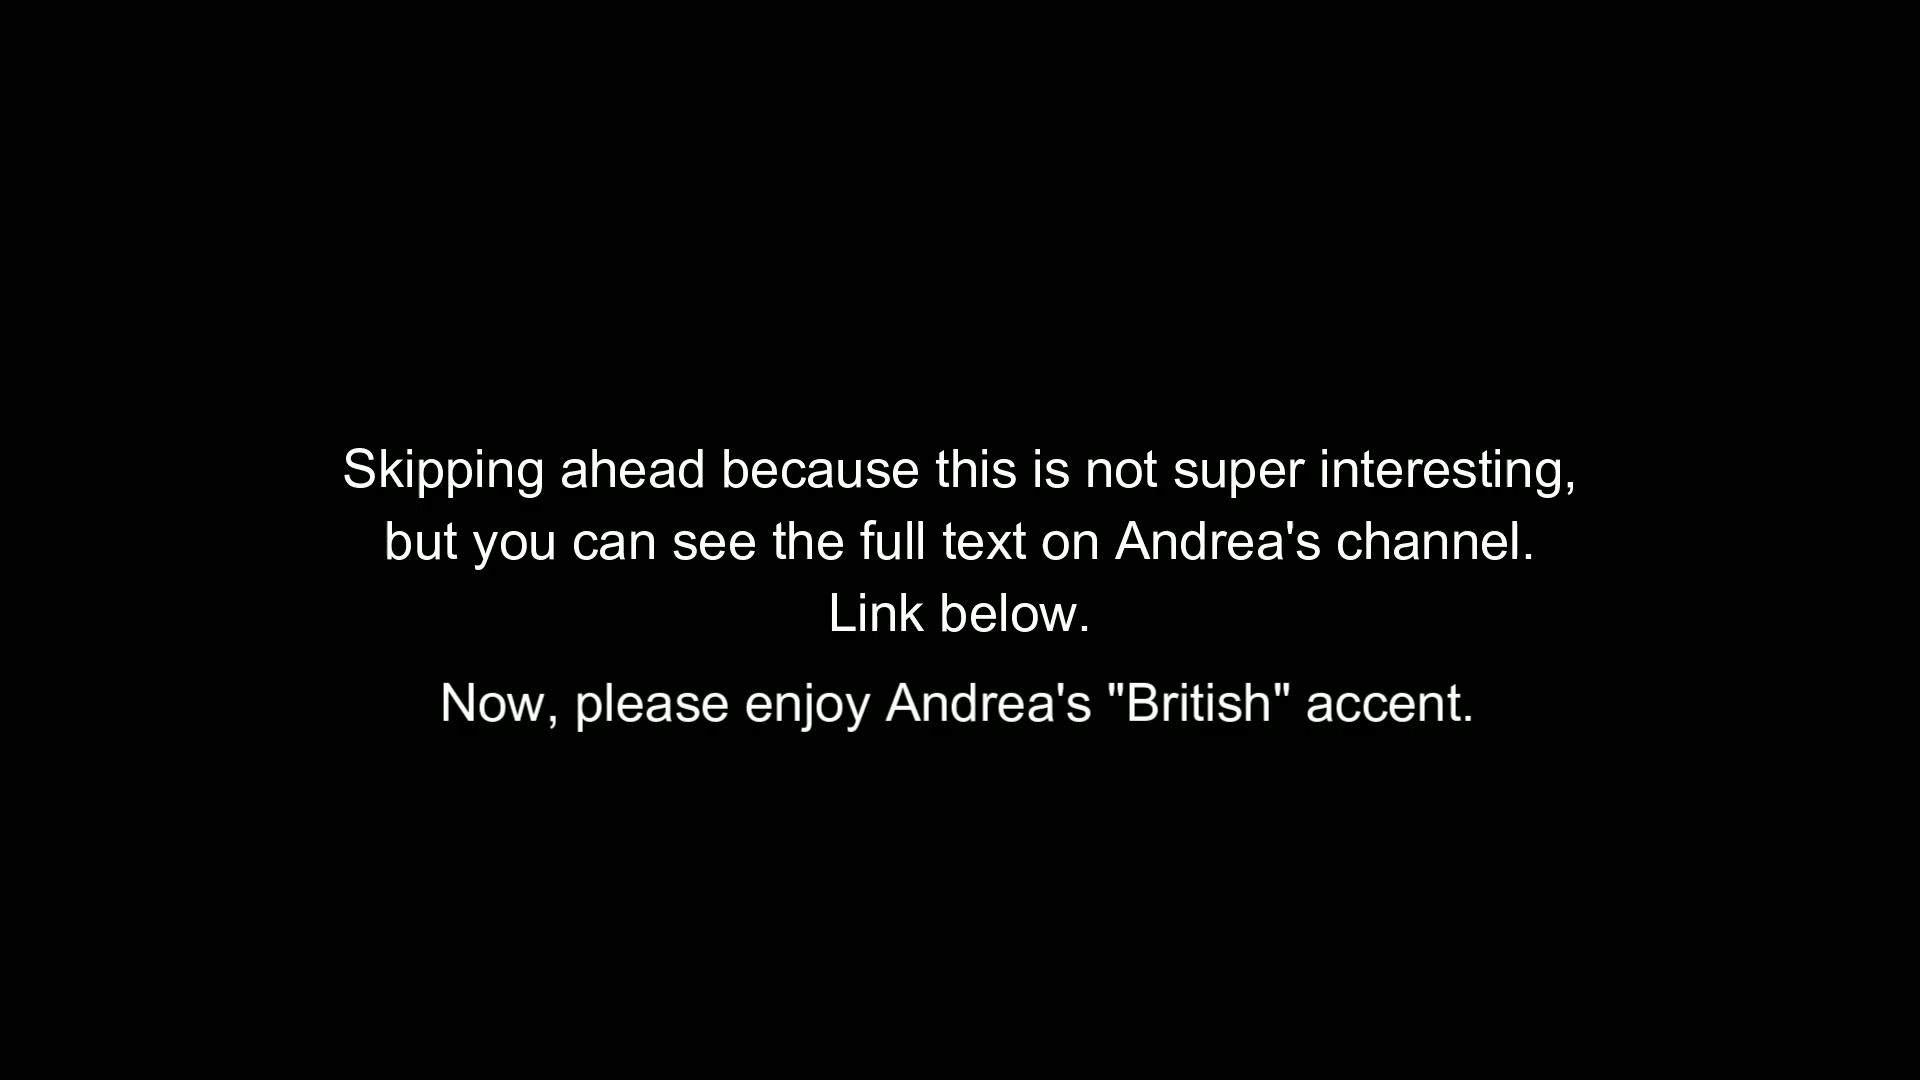 Skipping ahead because this is not super interesting,
but you can see the full text on Andrea's channel.
Link below.
Now, please enjoy Andrea's "British" accent.